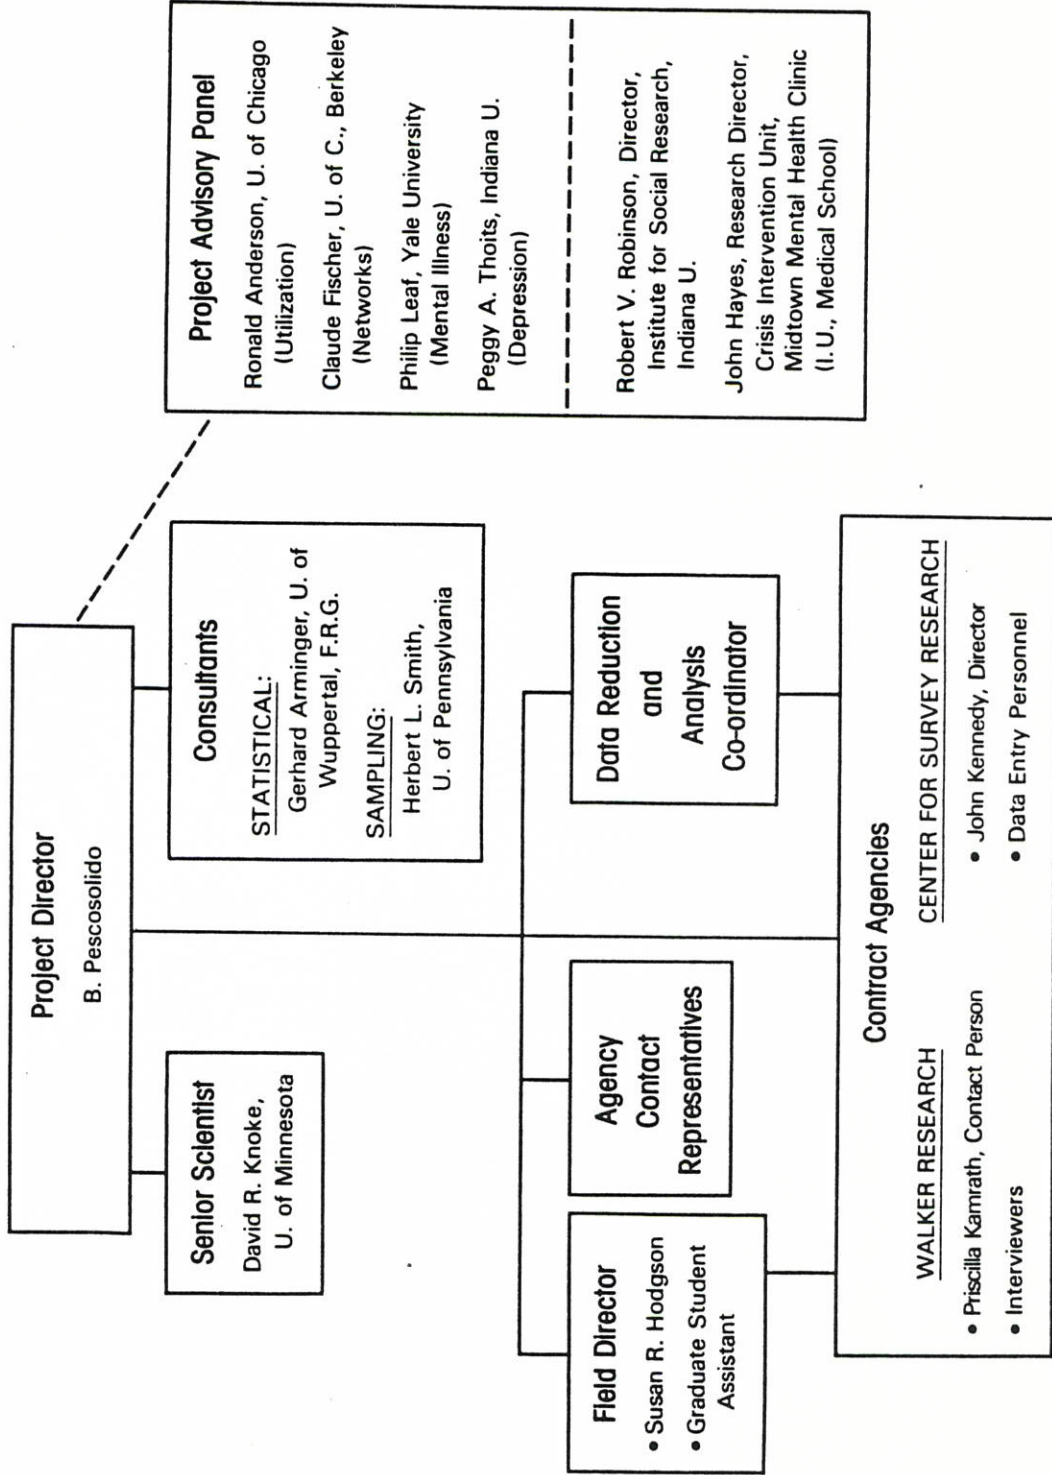 Project Director
B. Pescosolido
Senior Scientist
David R. Knoke,
U. of Minnesota
Consultants
STATISTICAL:
Gerhard Arminger, U. of
Wuppertal, F.R.G.
SAMPLING:
Herbert L. Smith,
U. of Pennsylvania
Project Advisory Panel
Ronald Anderson, U. of Chicago
(Utilization)
Claude Fischer, U. of C., Berkeley
(Networks)
Philip Leaf, Yale University
(Mental Illness)
Peggy A. Thoits, Indiana U.
(Depression)
Robert V. Robinson, Director,
Institute for Social Research,
Indiana U.
John Hayes, Research Director,
Crisis Intervention Unit,
Midtown Mental Health Clinic
(I.U., Medical School)
Field Director
• Susan R. Hodgson
• Graduate Student
Assistant
Agency
Contact
Representatives
Data Reduction
and
Analysis
Co-ordinator
Contract Agencies
WALKER RESEARCH
• Priscilla Kamrath, Contact Person
• Interviewers
CENTER FOR SURVEY RESEARCH
• John Kennedy, Director
• Data Entry Personnel